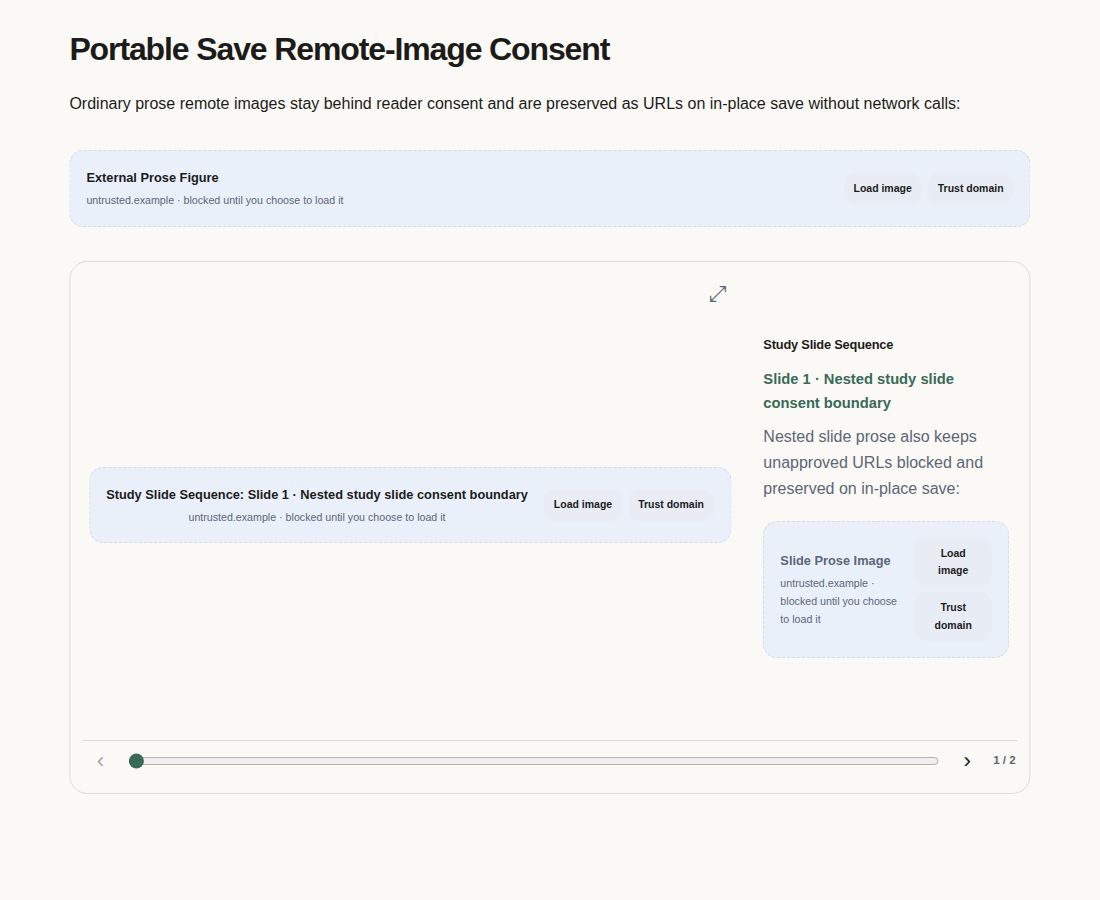 Portable Save Remote-Image Consent
Ordinary prose remote images stay behind reader consent and are preserved as URLs on in-place save without network calls:
External Prose Figure
untrusted.example · blocked until you choose to load it
Load image
Trust domain
Study Slide Sequence: Slide 1 · Nested study slide consent boundary
untrusted.example · blocked until you choose to load it
Load image
Trust domain
Study Slide Sequence
Slide 1 · Nested study slide
consent boundary
Nested slide prose also keeps
unapproved URLs blocked and
preserved on in-place save:
Slide Prose Image
untrusted.example ·
blocked until you choose
to load it
Load
image
Trust
domain
1 / 2